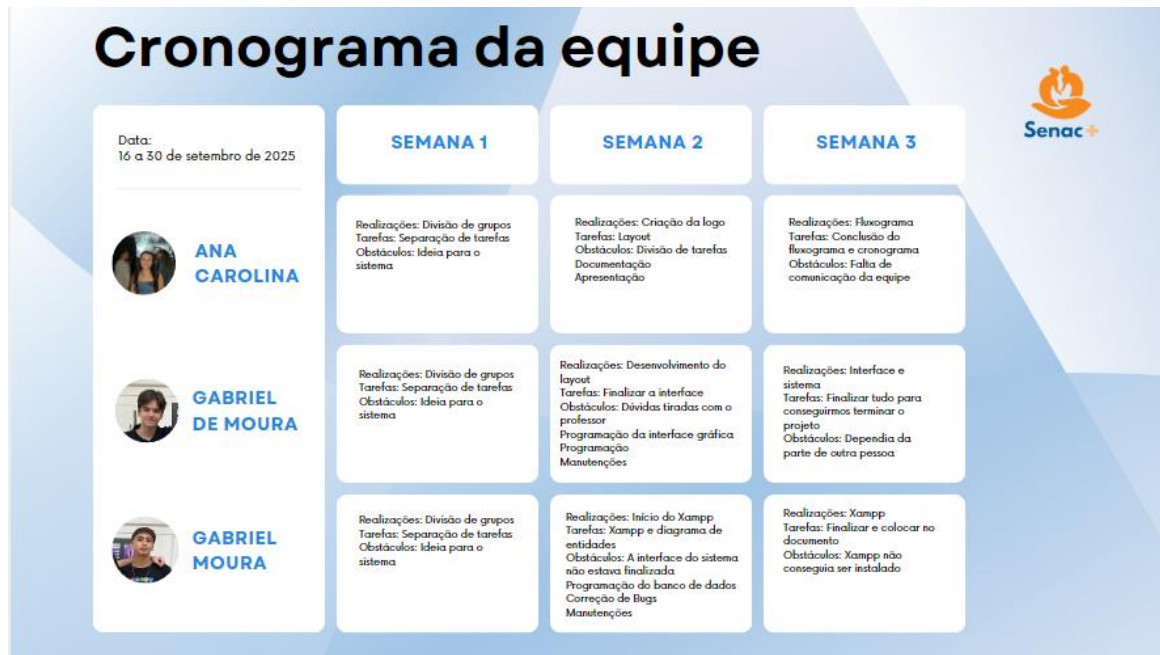 Cronograma da equipe
Senac+
Data:
16 a 30 de setembro de 2025
SEMANA 1
SEMANA 2
SEMANA 3
ANA
CAROLINA
Realizações: Divisão de grupos
Tarefas: Separação de tarefas
Obstáculos: Ideia para o
sistema
Realizações: Criação da logo
Tarefas: Layout
Obstáculos: Divisão de tarefas
Documentação
Apresentação
Realizações: Fluxograma
Tarefas: Conclusão do
fluxograma e cronograma
Obstáculos: Falta de
comunicação da equipe
GABRIEL
DE MOURA
Realizações: Divisão de grupos
Tarefas: Separação de tarefas
Obstáculos: Ideia para o
sistema
Realizações: Desenvolvimento do
layout
Tarefas: Finalizar a interface
Obstáculos: Dúvidas tiradas com o
professor
Programação da interface gráfica
Programação
Manutenções
Realizações: Interface e
sistema
Tarefas: Finalizar tudo para
conseguirmos terminar o
projeto
Obstáculos: Dependia da
parte de outra pessoa
GABRIEL
MOURA
Realizações: Divisão de grupos
Tarefas: Separação de tarefas
Obstáculos: Ideia para o
sistema
Realizações: Início do Xampp
Tarefas: Xampp e diagrama de
entidades
Obstáculos: A interface do sistema
não estava finalizada
Programação do banco de dados
Correção de Bugs
Manutenções
Realizações: Xampp
Tarefas: Finalizar e colocar no
documento
Obstáculos: Xampp não
conseguia ser instalado